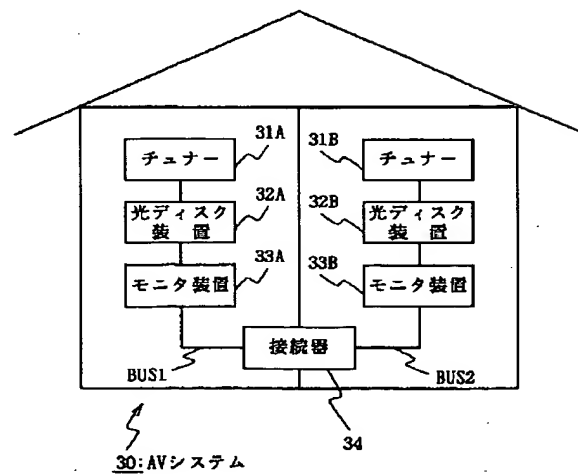 31A
31B
チュナー
チュナー
32A
32B
光ディスク
装 置
光ディスク
装 置
33A
33B
モニタ装置
モニタ装置
接続器
BUS1
BUS2
34
30:AVシステム